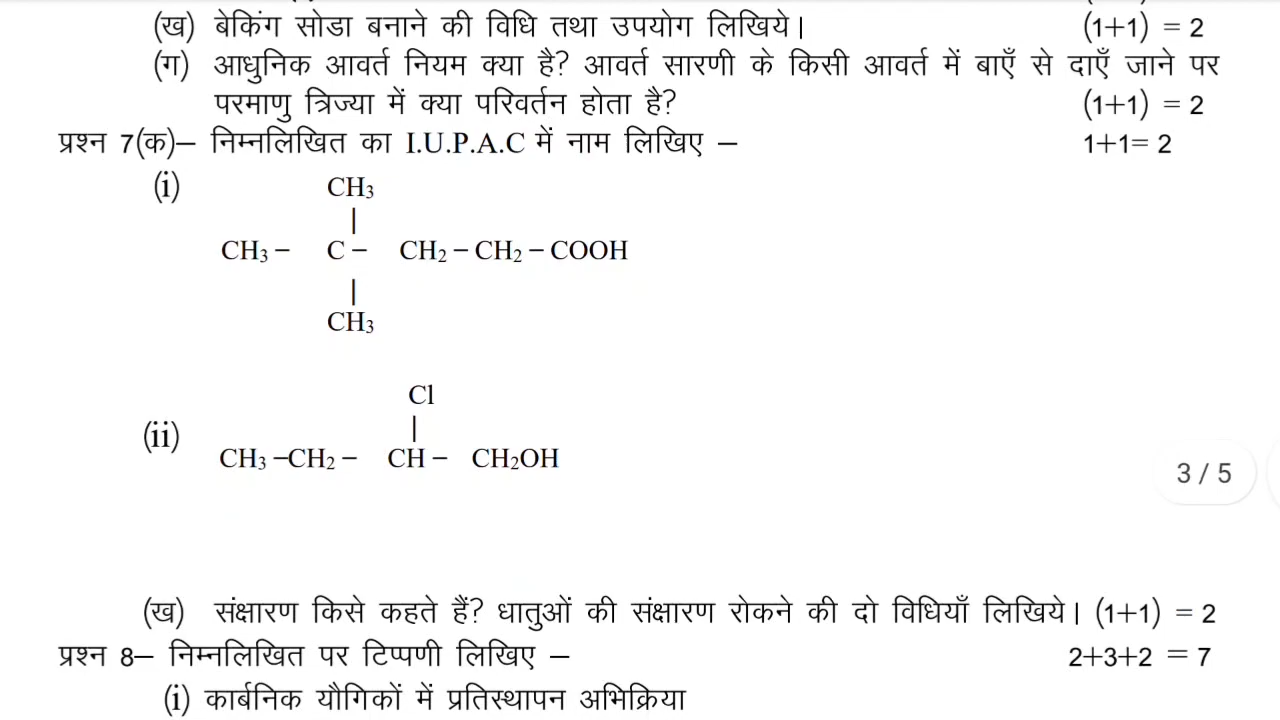 (ख) बेकिंग सोडा बनाने की विधि तथा उपयोग लिखिये। (1+1) = 2
(ग) आधुनिक आवर्त नियम क्या है? आवर्त सारणी के किसी आवर्त में बाएँ से दाएँ जाने पर
परमाणु त्रिज्या में क्या परिवर्तन होता है? (1+1) = 2
प्रश्न 7(क)– निम्नलिखित का I.U.P.A.C में नाम लिखिए – 1+1= 2
(i) CH₃
|
CH₃ – C – CH₂ – CH₂ – COOH
|
CH₃
Cl
(ii) |
CH₃ –CH₂ – CH – CH₂OH
3 / 5
(ख) संक्षारण किसे कहते हैं? धातुओं की संक्षारण रोकने की दो विधियाँ लिखिये। (1+1) = 2
प्रश्न 8– निम्नलिखित पर टिप्पणी लिखिए – 2+3+2 = 7
(i) कार्बनिक यौगिकों में प्रतिस्थापन अभिक्रिया